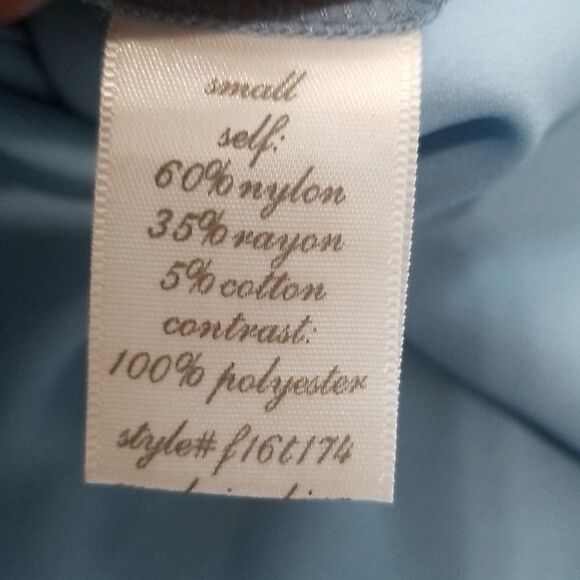 small
self:
60% nylon
35% rayon
5% cotton
contrast:
100% polyester
style# f16t174